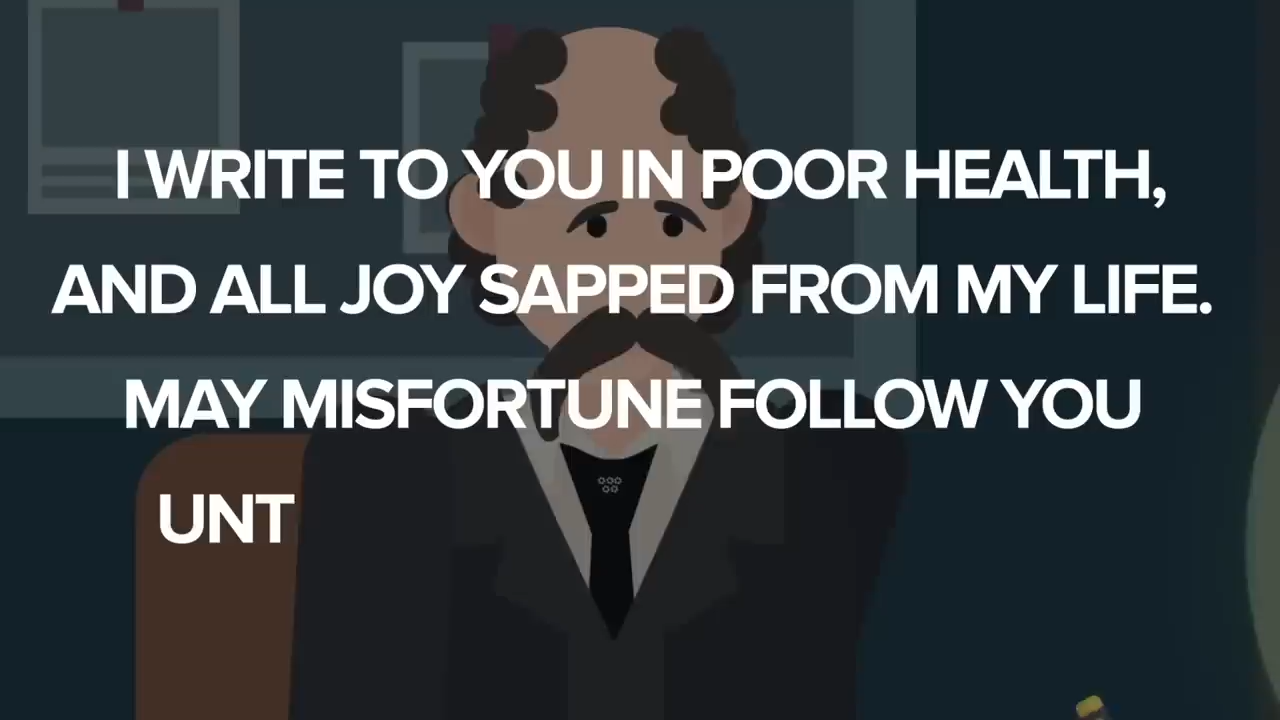 I WRITE TO YOU IN POOR HEALTH,
AND ALL JOY SAPPED FROM MY LIFE.
MAY MISFORTUNE FOLLOW YOU
UNT